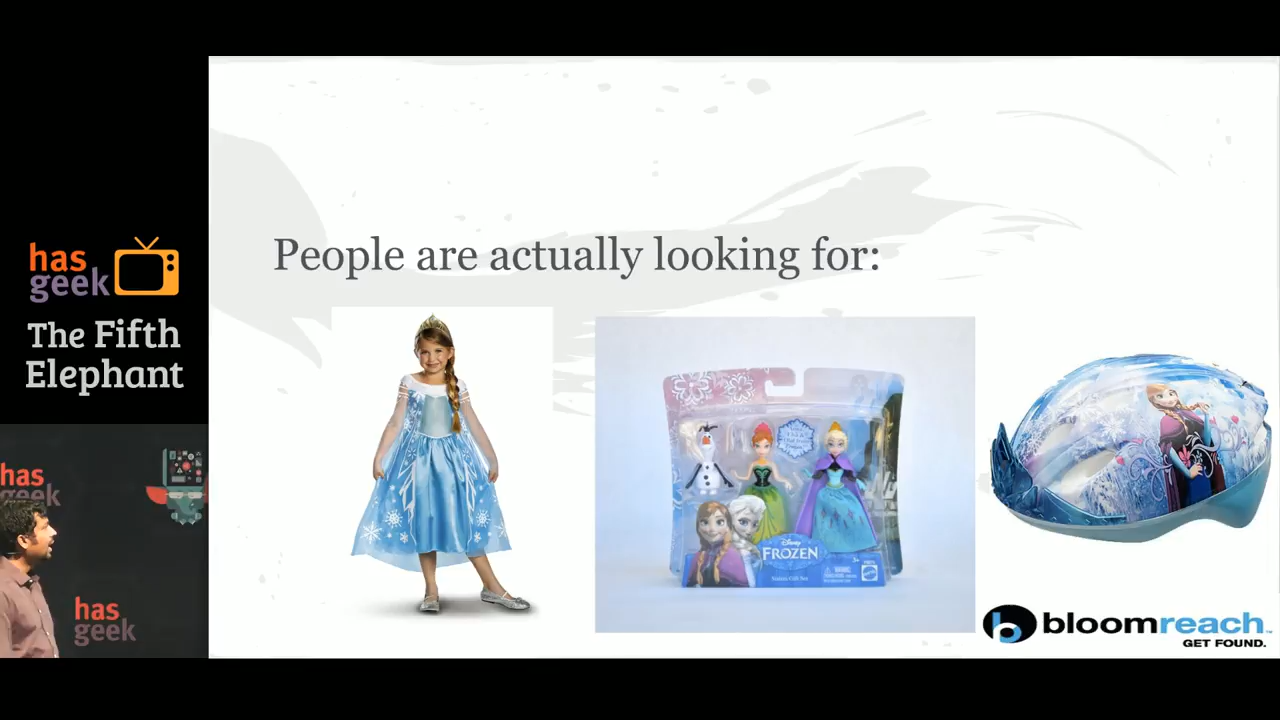 has
geek
The Fifth
Elephant
has
geek
has
geek
People are actually looking for:
Disney
FROZEN
bloomreach
GET FOUND.